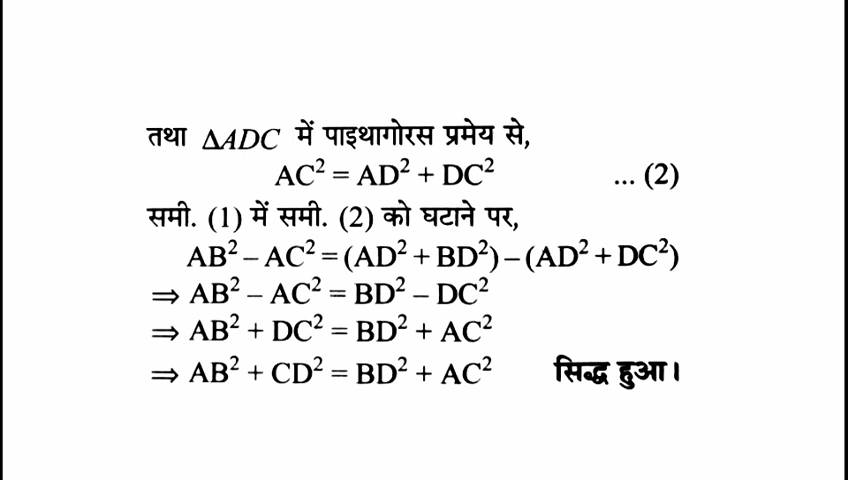 तथा ΔADC में पाइथागोरस प्रमेय से,
AC² = AD² + DC² ... (2)
समी. (1) में समी. (2) को घटाने पर,
AB² – AC² = (AD² + BD²) – (AD² + DC²)
⇒ AB² – AC² = BD² – DC²
⇒ AB² + DC² = BD² + AC²
⇒ AB² + CD² = BD² + AC² सिद्ध हुआ।